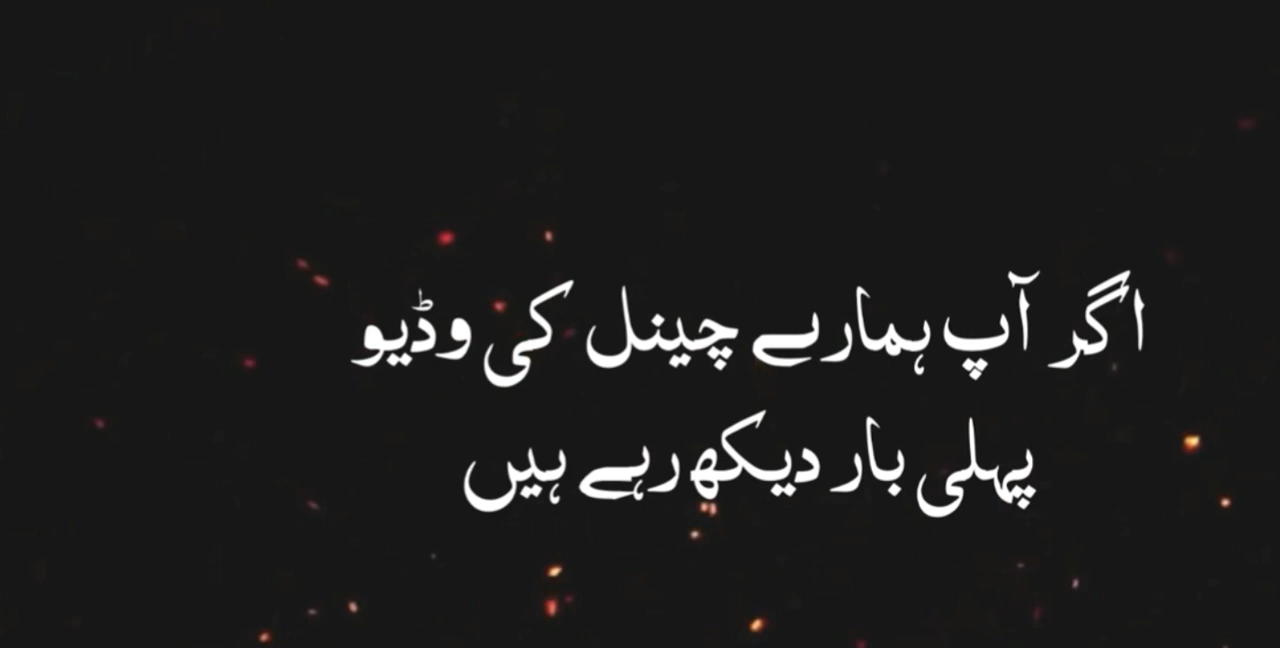 اگر آپ ہمارے چینل کی وڈیو
پہلی بار دیکھ رہے ہیں